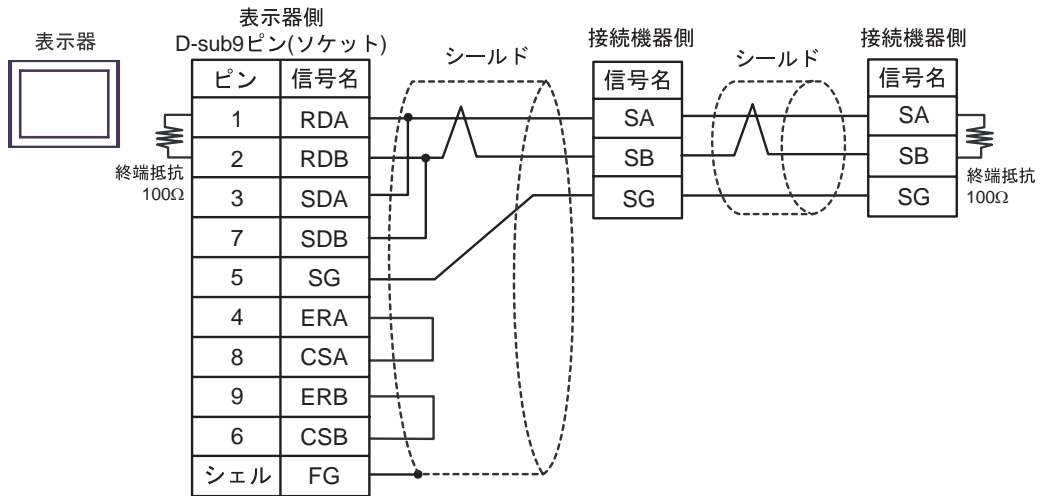 表示器
表示器側
D-sub9ピン(ソケット)
ピン 信号名
1 RDA
2 RDB
3 SDA
7 SDB
5 SG
4 ERA
8 CSA
9 ERB
6 CSB
シェル FG
終端抵抗
100Ω
シールド
接続機器側
信号名
SA
SB
SG
シールド
接続機器側
信号名
SA
SB
SG
終端抵抗
100Ω